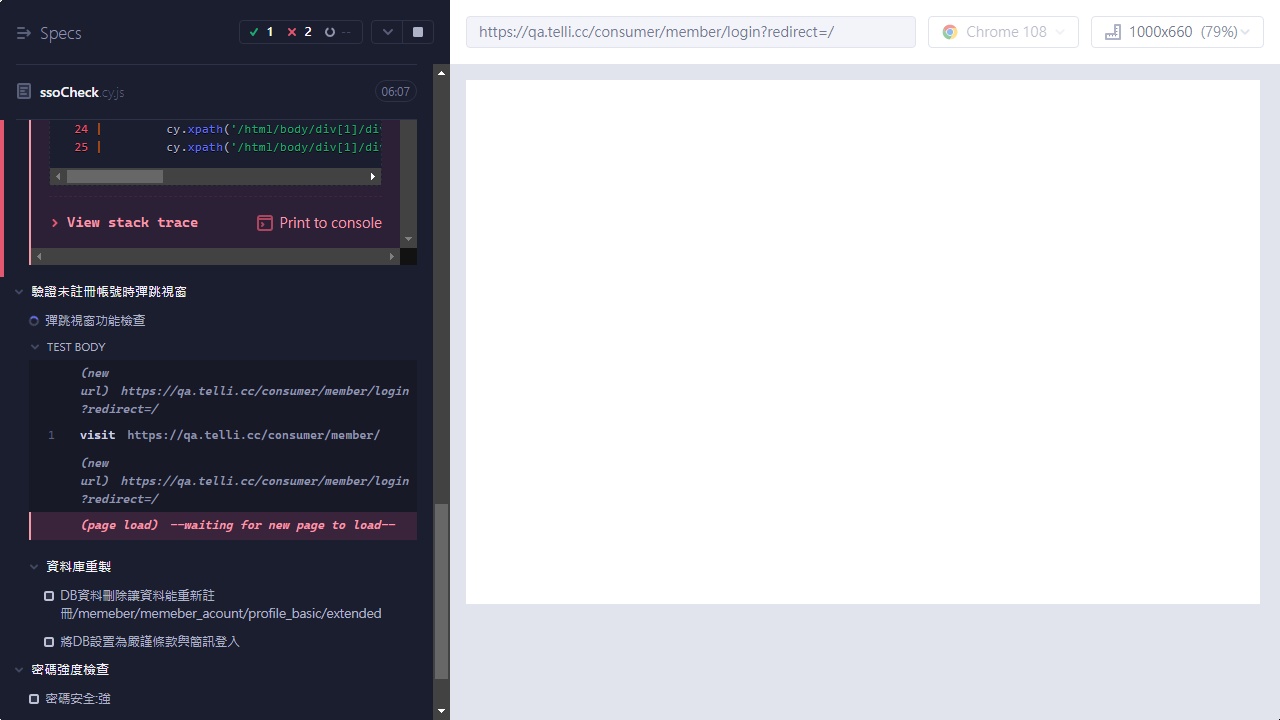 Specs
1
2
--
https://qa.telli.cc/consumer/member/login?redirect=/
Chrome 108
1000x660 (79%)
ssoCheck.cy.js
06:07
24 | cy.xpath('/html/body/div[1]/div
25 | cy.xpath('/html/body/div[1]/div
View stack trace
Print to console
驗證未註冊帳號時彈跳視窗
彈跳視窗功能檢查
TEST BODY
(new
url) https://qa.telli.cc/consumer/member/login
?redirect=/
1 visit https://qa.telli.cc/consumer/member/
(new
url) https://qa.telli.cc/consumer/member/login
?redirect=/
(page load) --waiting for new page to load--
資料庫重製
DB資料刪除讓資料能重新註
冊/memeber/memeber_acount/profile_basic/extended
將DB設置為嚴謹條款與簡訊登入
密碼強度檢查
密碼安全:強